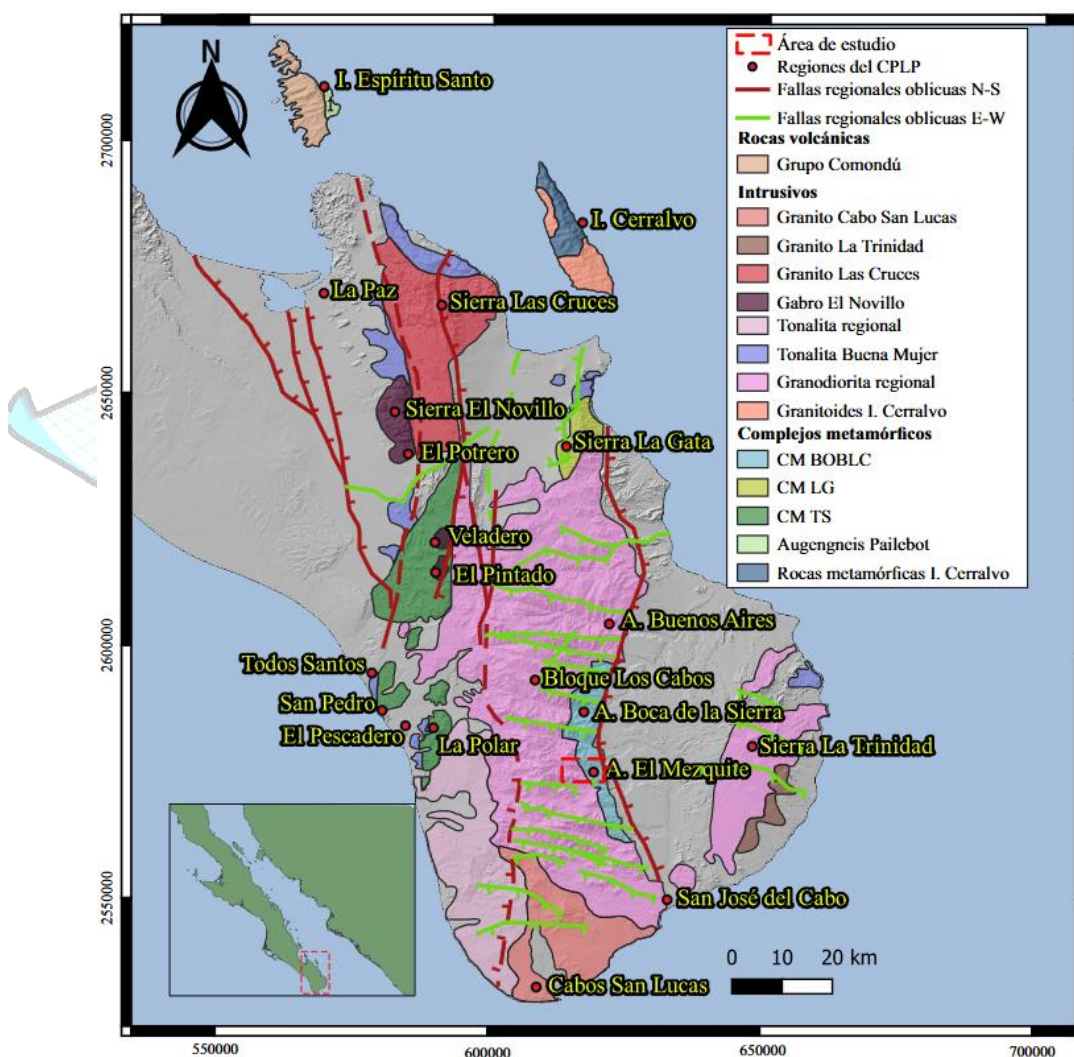 N
I. Espíritu Santo
I. Cerralvo
La Paz
Sierra Las Cruces
Sierra El Novillo
Sierra La Gata
El Potrero
Veladero
El Pintado
A. Buenos Aires
Todos Santos
Bloque Los Cabos
San Pedro
A. Boca de la Sierra
El Pescadero
La Polar
Sierra La Trinidad
A. El Mezquite
San José del Cabo
Cabos San Lucas
0 10 20 km
Área de estudio
Regiones del CPLP
Fallas regionales oblicuas N-S
Fallas regionales oblicuas E-W
Rocas volcánicas
Grupo Comondú
Intrusivos
Granito Cabo San Lucas
Granito La Trinidad
Granito Las Cruces
Gabro El Novillo
Tonalita regional
Tonalita Buena Mujer
Granodiorita regional
Granitoides I. Cerralvo
Complejos metamórficos
CM BOBLC
CM LG
CM TS
Augengneis Pailebot
Rocas metamórficas I. Cerralvo
2700000
2650000
2600000
2550000
550000
600000
650000
700000